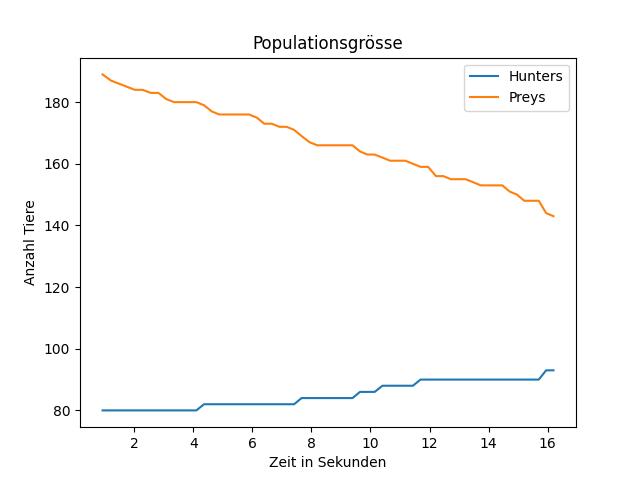 Populationsgrösse
Hunters
Preys
Anzahl Tiere
180
160
140
120
100
80
2 4 6 8 10 12 14 16
Zeit in Sekunden